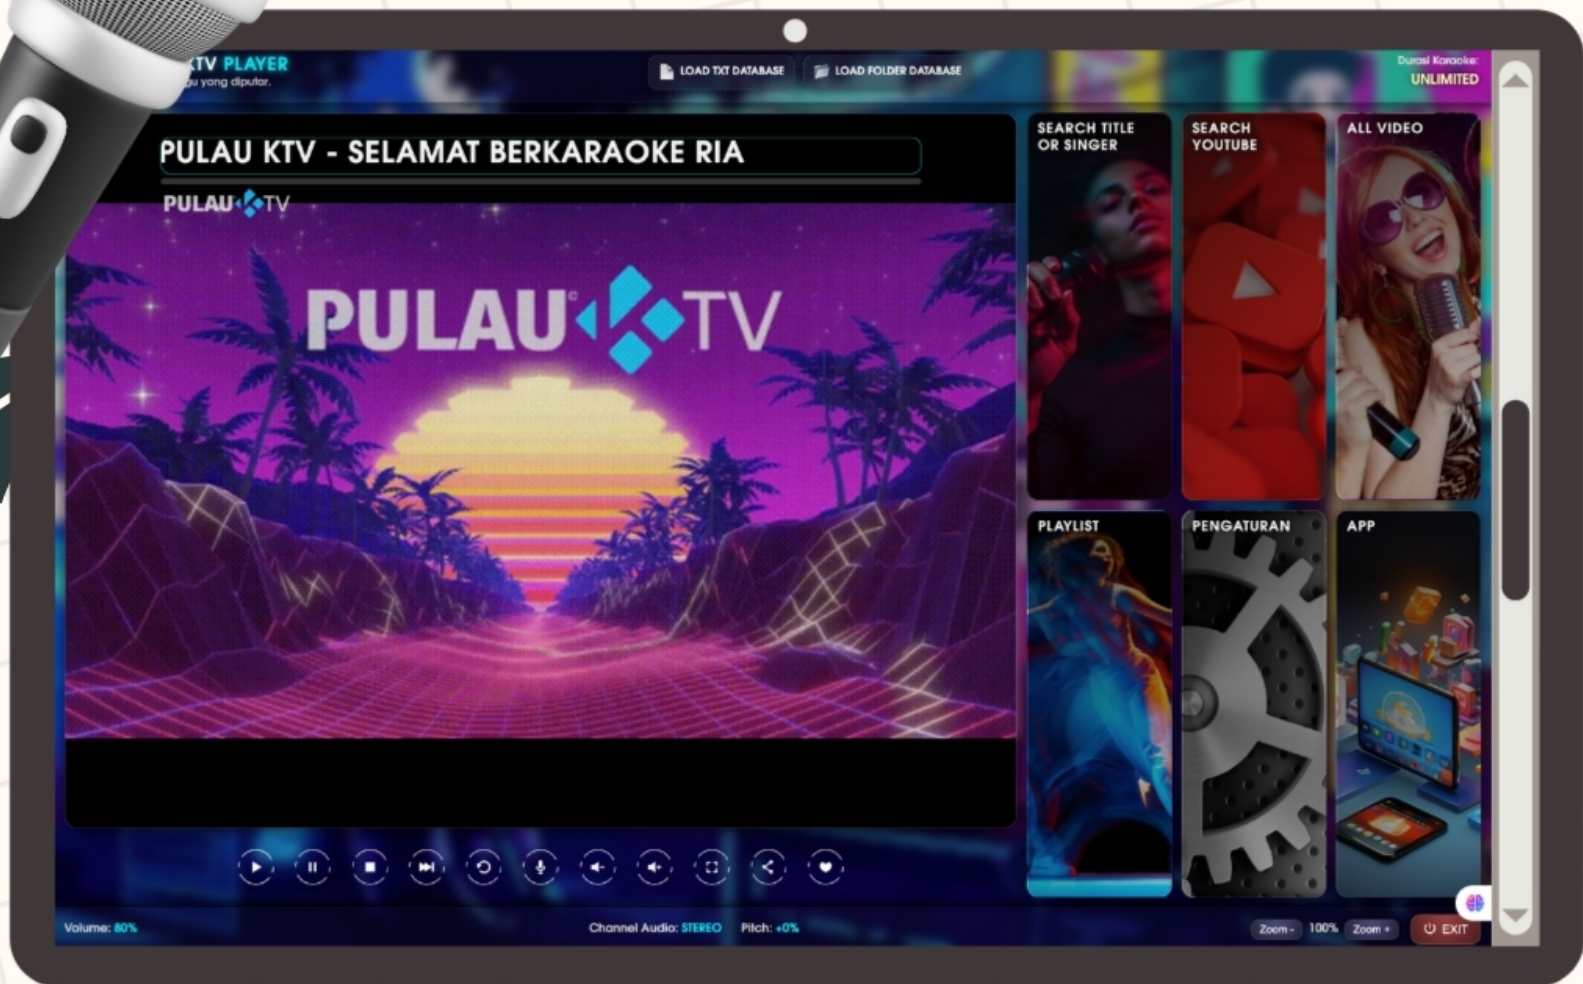 KTV PLAYER
gu yang diputar.
LOAD TXT DATABASE
LOAD FOLDER DATABASE
Durasi Karaoke:
UNLIMITED
PULAU KTV - SELAMAT BERKARAOKE RIA
PULAU KTV
PULAU KTV
SEARCH TITLE
OR SINGER
SEARCH
YOUTUBE
ALL VIDEO
PLAYLIST
PENGATURAN
APP
Volume: 80%
Channel Audio: STEREO Pitch: +0%
Zoom - 100% Zoom + EXIT